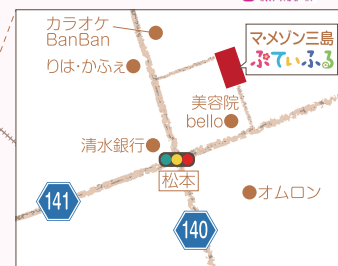 カラオケ
BanBan
りは・かふぇ
マ・メゾン三島
ぷてぃふる
美容院
bello
清水銀行
松本
オムロン
141
140